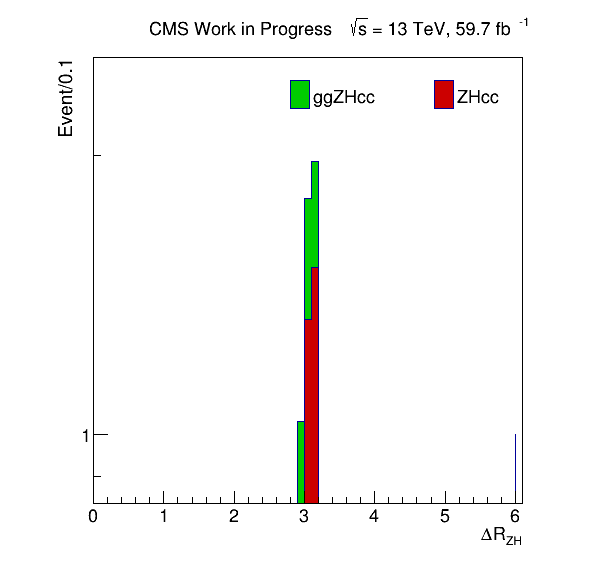 CMS Work in Progress √s = 13 TeV, 59.7 fb ⁻¹
Event/0.1
ggZHcc ZHcc
1
0 1 2 3 4 5 6
ΔR_ZH